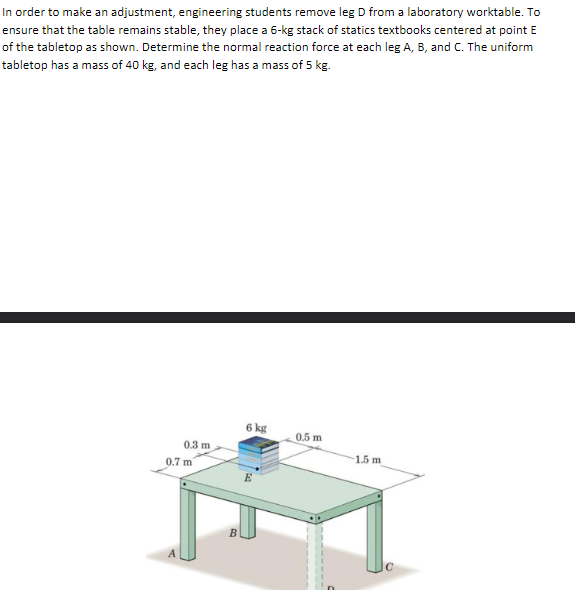 In order to make an adjustment, engineering students remove leg D from a laboratory worktable. To
ensure that the table remains stable, they place a 6-kg stack of statics textbooks centered at point E
of the tabletop as shown. Determine the normal reaction force at each leg A, B, and C. The uniform
tabletop has a mass of 40 kg, and each leg has a mass of 5 kg.
6 kg
0.5 m
0.3 m
0.7 m
1.5 m
E
B
A
C
D